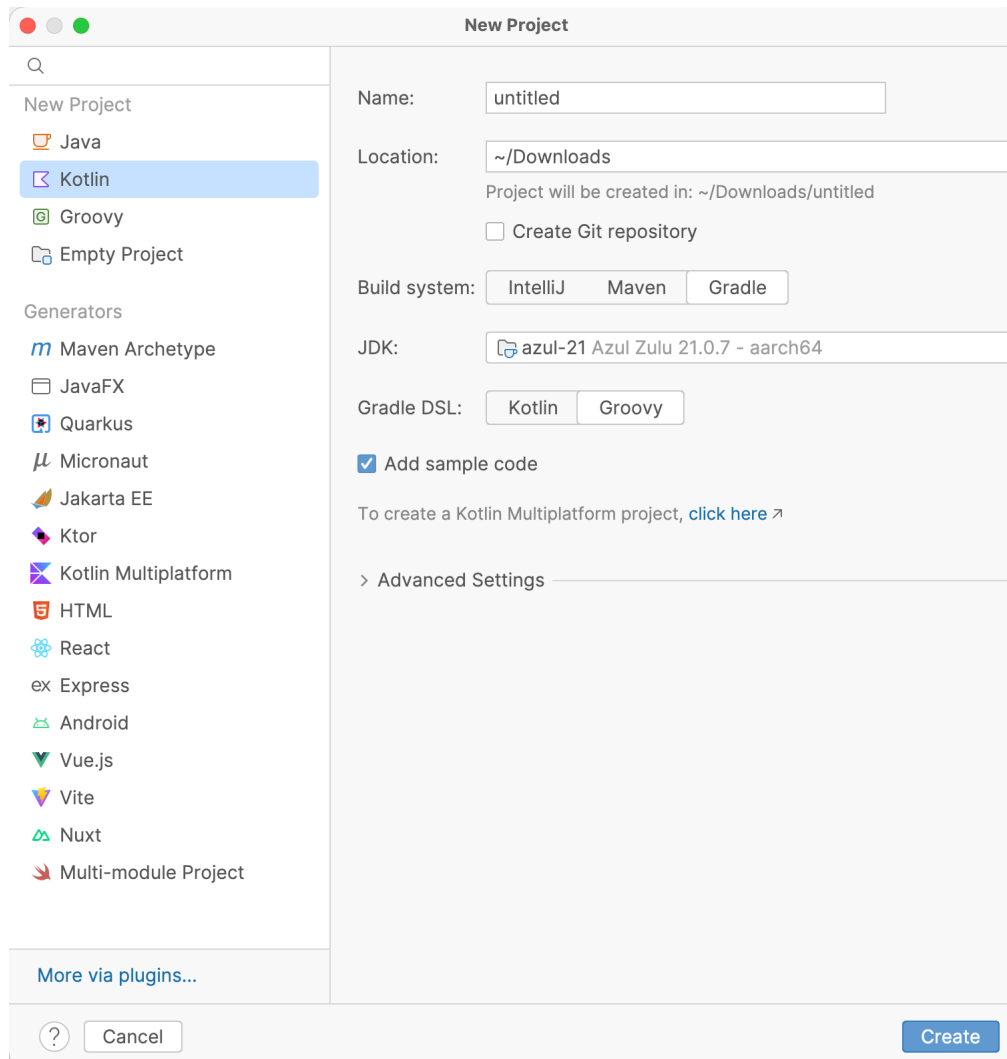 New Project
New Project
Java
Kotlin
Groovy
Empty Project
Generators
Maven Archetype
JavaFX
Quarkus
Micronaut
Jakarta EE
Ktor
Kotlin Multiplatform
HTML
React
ex Express
Android
Vue.js
Vite
Nuxt
Multi-module Project
More via plugins...
Name: untitled
Location: ~/Downloads
Project will be created in: ~/Downloads/untitled
Create Git repository
Build system: IntelliJ Maven Gradle
JDK: azul-21 Azul Zulu 21.0.7 - aarch64
Gradle DSL: Kotlin Groovy
Add sample code
To create a Kotlin Multiplatform project, click here ↗
> Advanced Settings
? Cancel Create